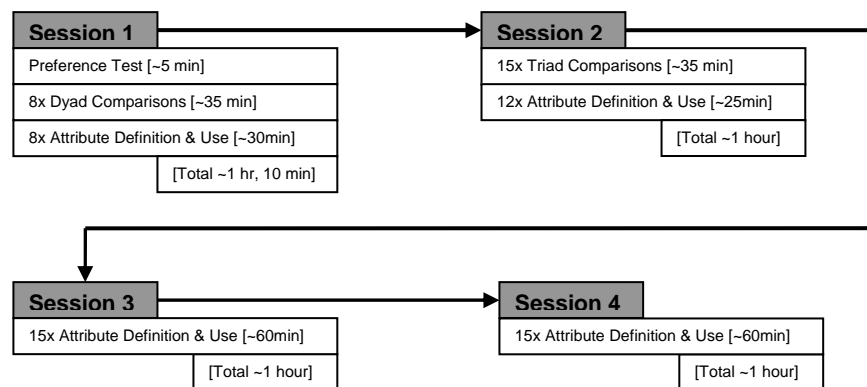 Session 1
Preference Test [~5 min]
8x Dyad Comparisons [~35 min]
8x Attribute Definition & Use [~30min]
[Total ~1 hr, 10 min]
Session 2
15x Triad Comparisons [~35 min]
12x Attribute Definition & Use [~25min]
[Total ~1 hour]
Session 3
15x Attribute Definition & Use [~60min]
[Total ~1 hour]
Session 4
15x Attribute Definition & Use [~60min]
[Total ~1 hour]